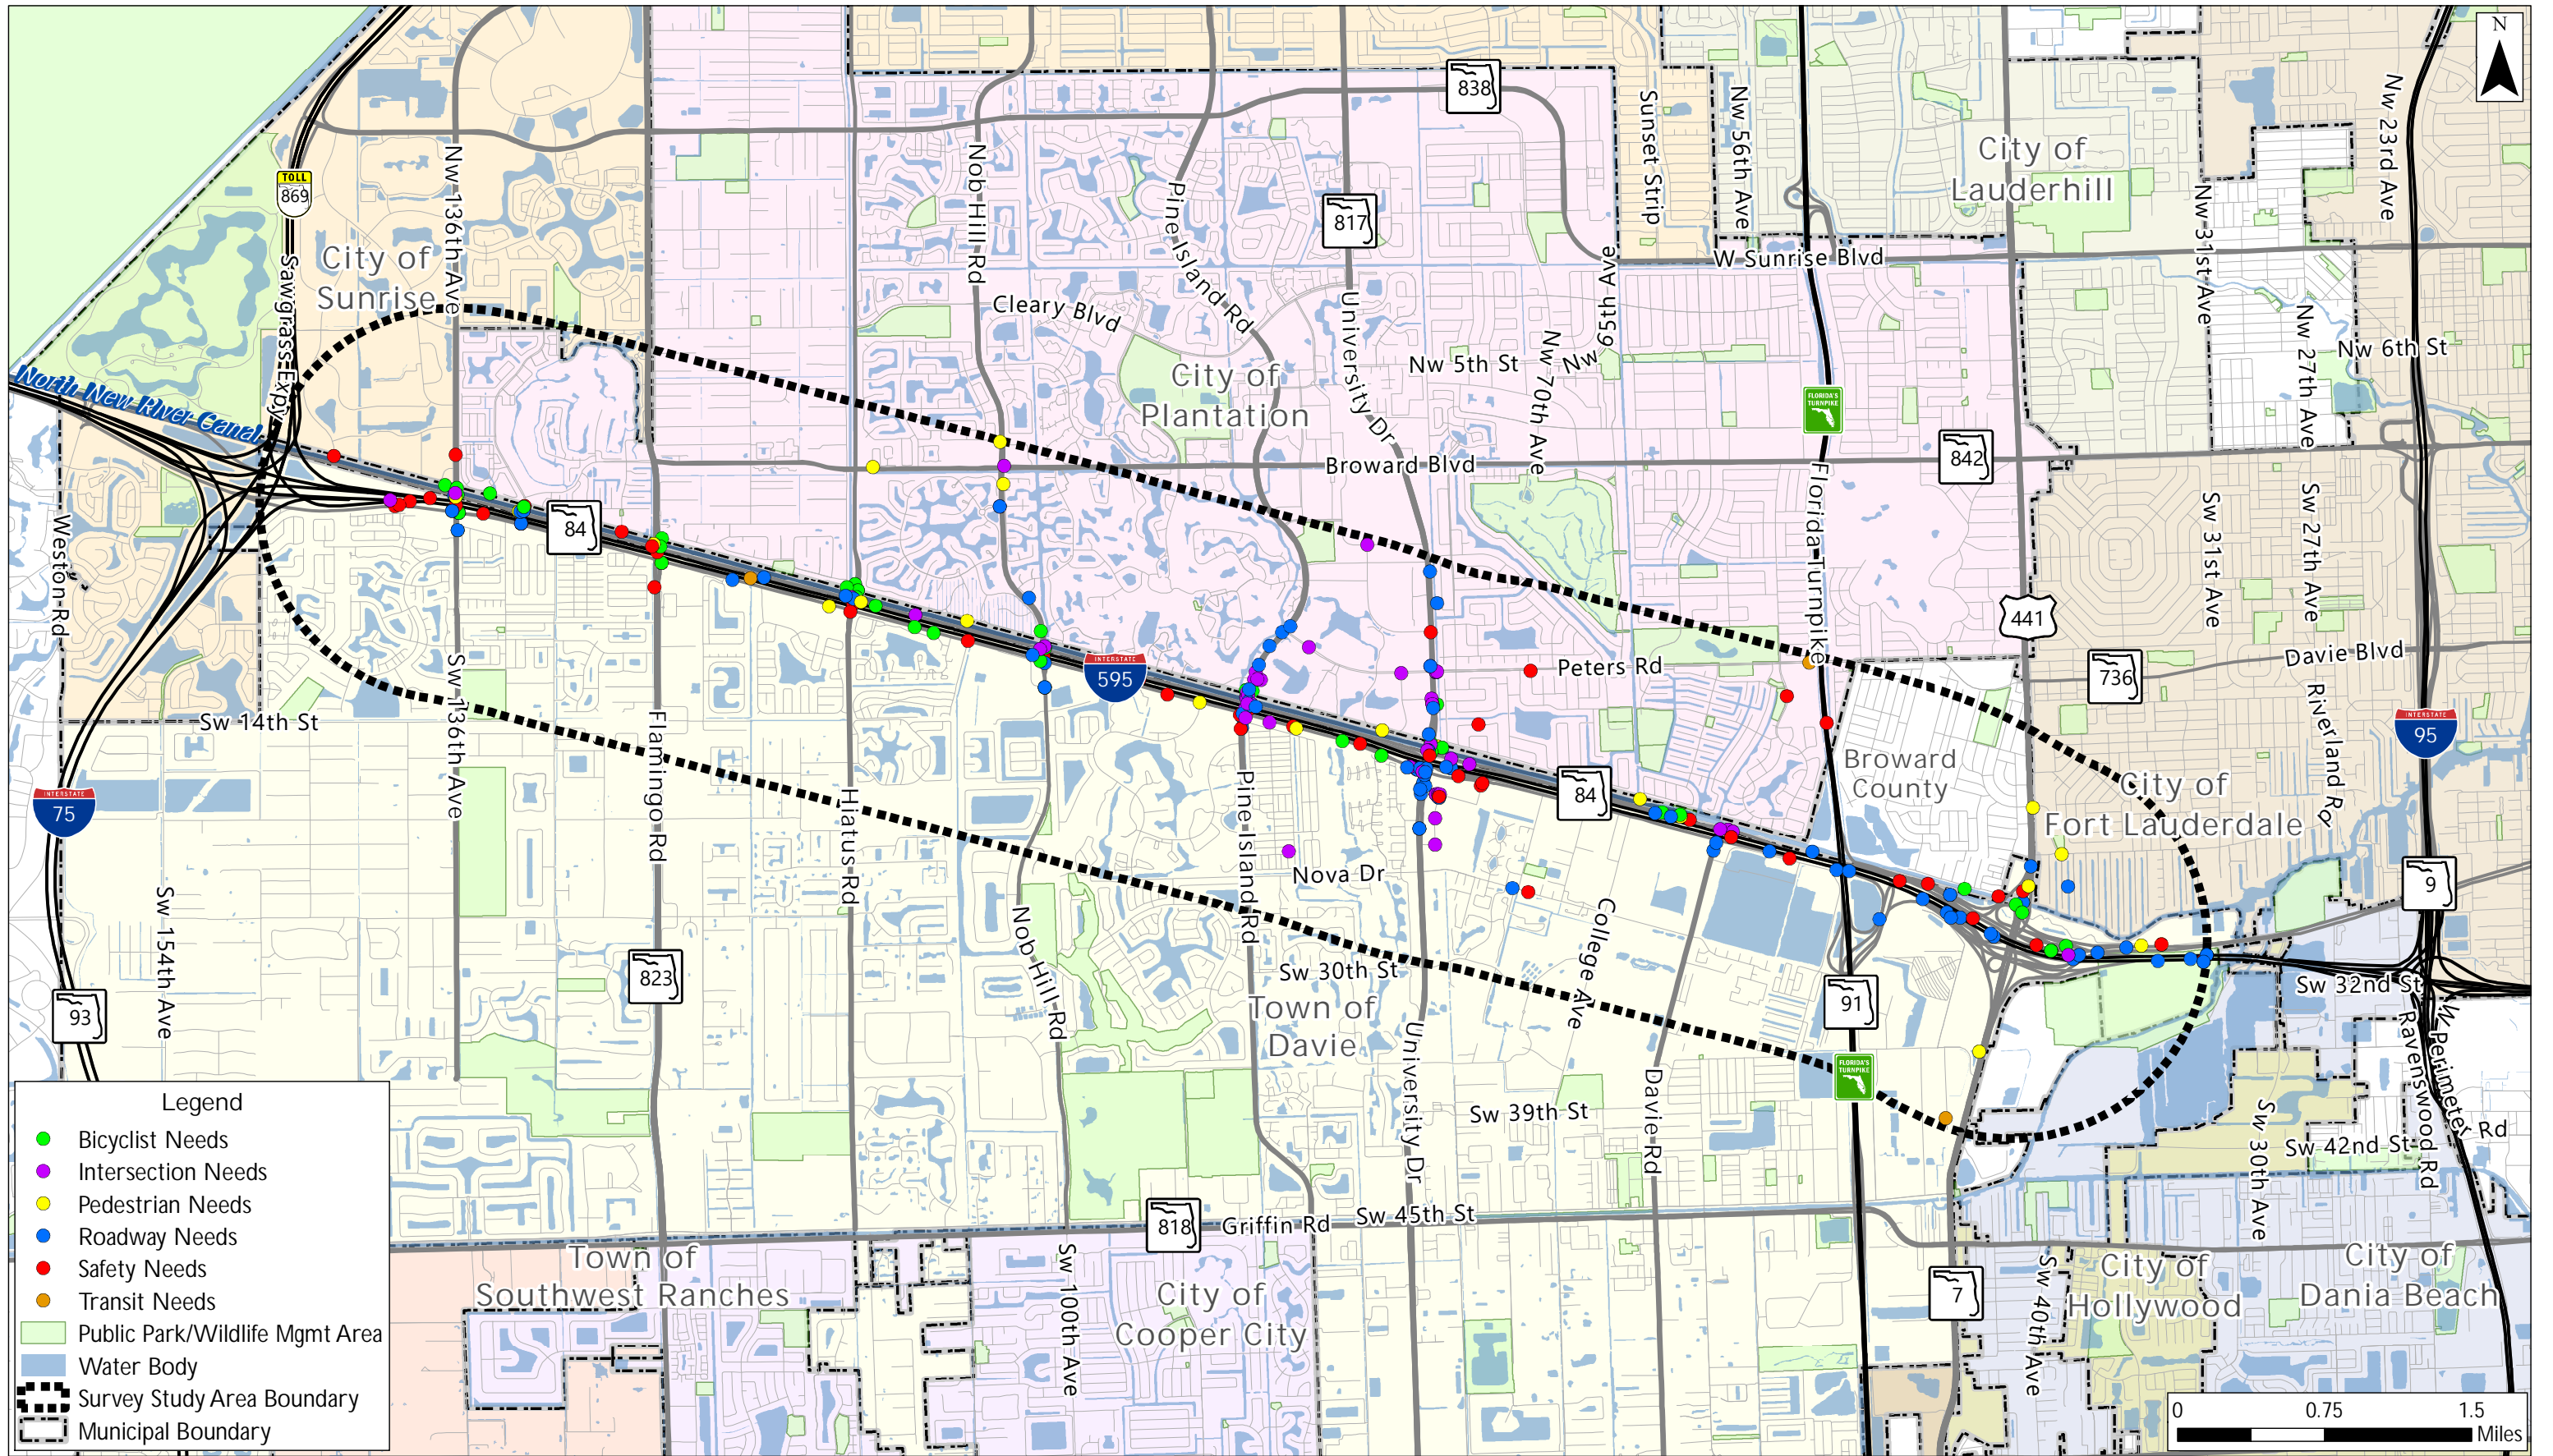 N
838
Sunset Strip
Nw 56th Ave
Nw 23rd Ave
City of
Lauderhill
TOLL
869
Nw 136th Ave
Nob Hill Rd
Pine Island Rd
817
Nw 31st Ave
City of
Sunrise
Sawgrass Expy
W Sunrise Blvd
Cleary Blvd
University Dr
Nw 65th Ave
Nw 70th Ave
Nw 5th St
Nw 27th Ave
Nw 6th St
North New River Canal
City of
Plantation
FLORIDA'S
TURNPIKE
Broward Blvd
842
Florida Turnpike
Weston Rd
84
Sw 31st Ave
Sw 27th Ave
441
INTERSTATE
595
Peters Rd
736
Davie Blvd
Riverland Rd
Sw 14th St
Sw 136th Ave
Flamingo Rd
INTERSTATE
95
INTERSTATE
75
Hiatus Rd
Pine Island Rd
84
Broward
County
City of
Fort Lauderdale
Nova Dr
9
Sw 154th Ave
Nob Hill Rd
College Ave
823
Sw 30th St
Town of
Davie
University Dr
93
91
Sw 32nd St
Ravenswood Rd
W Perimeter Rd
FLORIDA'S
TURNPIKE
Davie Rd
Sw 39th St
Sw 30th Ave
Sw 42nd St
818
Griffin Rd
Sw 45th St
Town of
Southwest Ranches
Sw 100th Ave
City of
Cooper City
7
Sw 40th Ave
City of
Hollywood
City of
Dania Beach
Legend
Bicyclist Needs
Intersection Needs
Pedestrian Needs
Roadway Needs
Safety Needs
Transit Needs
Public Park/Wildlife Mgmt Area
Water Body
Survey Study Area Boundary
Municipal Boundary
0 0.75 1.5
Miles